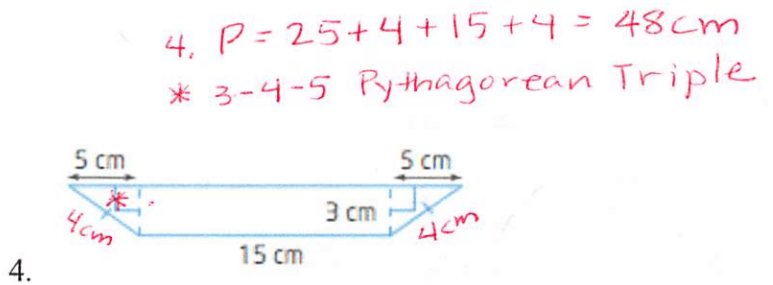 4. P = 25+4+15+4 = 48cm
* 3-4-5 Pythagorean Triple
5 cm 5 cm
*
4cm 3 cm 4cm
15 cm
4.